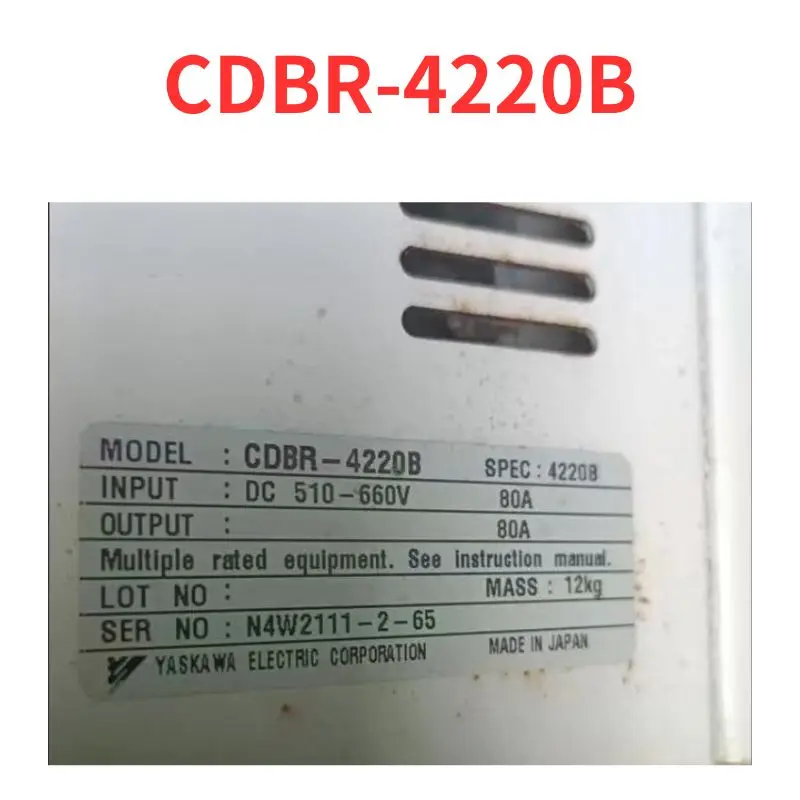 CDBR-4220B
MODEL : CDBR-4220B SPEC : 4220B
INPUT : DC 510-660V 80A
OUTPUT : 80A
Multiple rated equipment. See instruction manual.
LOT NO : MASS : 12kg
SER NO : N4W2111-2-65
YASKAWA ELECTRIC CORPORATION MADE IN JAPAN